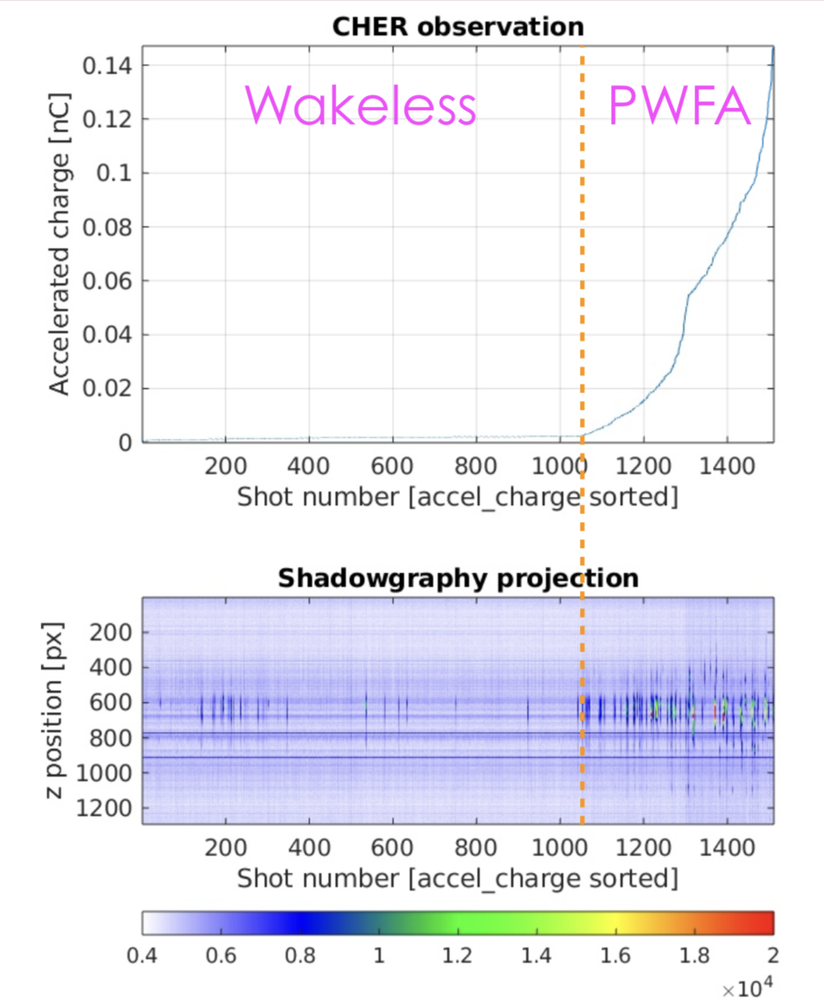 CHER observation
Wakeless PWFA
Accelerated charge [nC]
0.14
0.12
0.1
0.08
0.06
0.04
0.02
0
200 400 600 800 1000 1200 1400
Shot number [accel_charge sorted]
Shadowgraphy projection
z position [px]
200
400
600
800
1000
1200
200 400 600 800 1000 1200 1400
Shot number [accel_charge sorted]
0.4 0.6 0.8 1 1.2 1.4 1.6 1.8 2
×10⁴